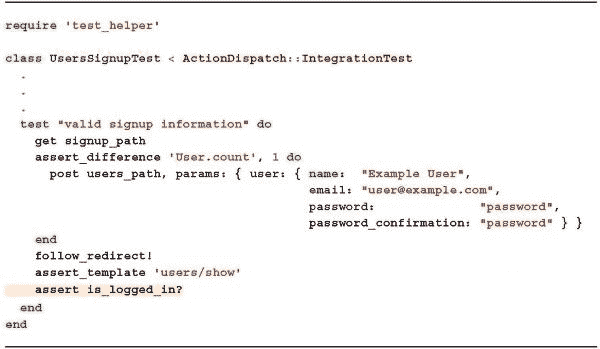 require 'test_helper'
class UsersSignupTest < ActionDispatch::IntegrationTest
.
.
.
test "valid signup information" do
get signup_path
assert_difference 'User.count', 1 do
post users_path, params: { user: { name: "Example User",
email: "user@example.com",
password: "password",
password_confirmation: "password" } }
end
follow_redirect!
assert_template 'users/show'
assert is_logged_in?
end
end